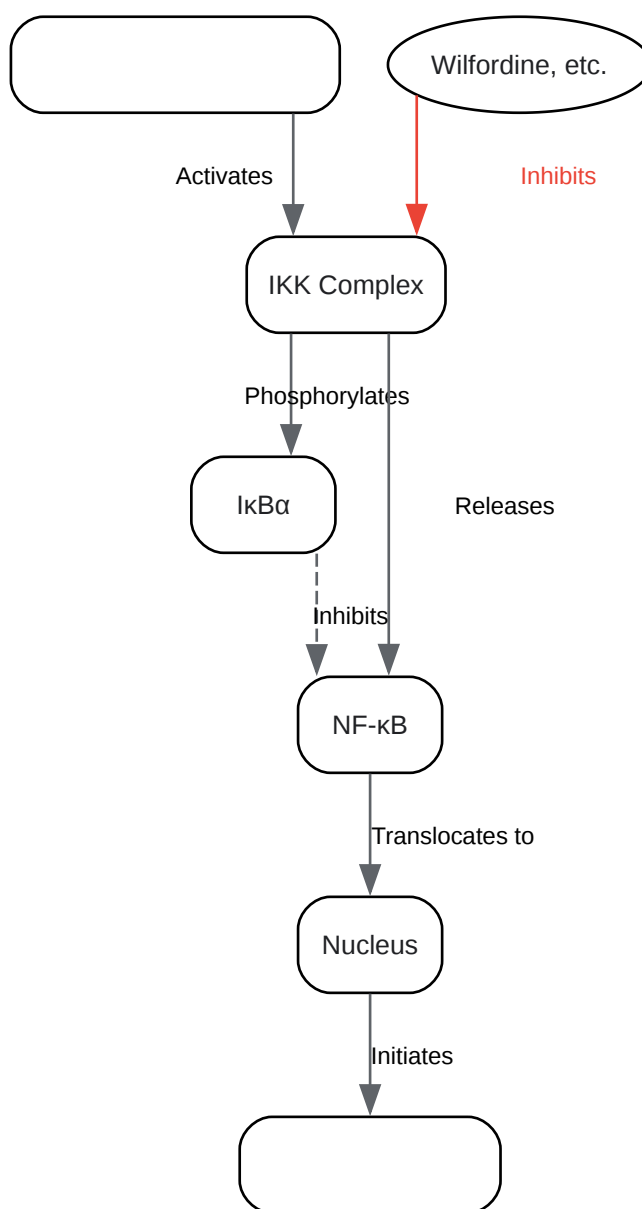 Wilfordine, etc.
Activates
Inhibits
IKK Complex
Phosphorylates
IκBα
Releases
Inhibits
NF-κB
Translocates to
Nucleus
Initiates